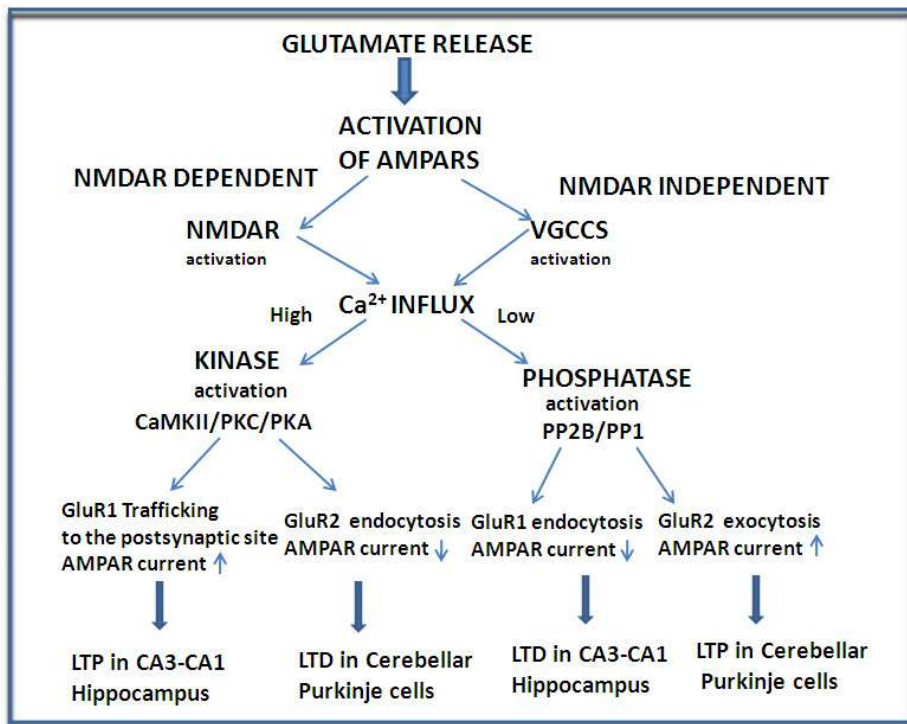 GLUTAMATE RELEASE
ACTIVATION
OF AMPARS
NMDAR DEPENDENT
NMDAR INDEPENDENT
NMDAR
activation
VGCCS
activation
High
Ca²⁺ INFLUX
Low
KINASE
activation
CaMKII/PKC/PKA
PHOSPHATASE
activation
PP2B/PP1
GluR1 Trafficking
to the postsynaptic site
AMPAR current ↑
GluR2 endocytosis
AMPAR current ↓
GluR1 endocytosis
AMPAR current ↓
GluR2 exocytosis
AMPAR current ↑
LTP in CA3-CA1
Hippocampus
LTD in Cerebellar
Purkinje cells
LTD in CA3-CA1
Hippocampus
LTP in Cerebellar
Purkinje cells